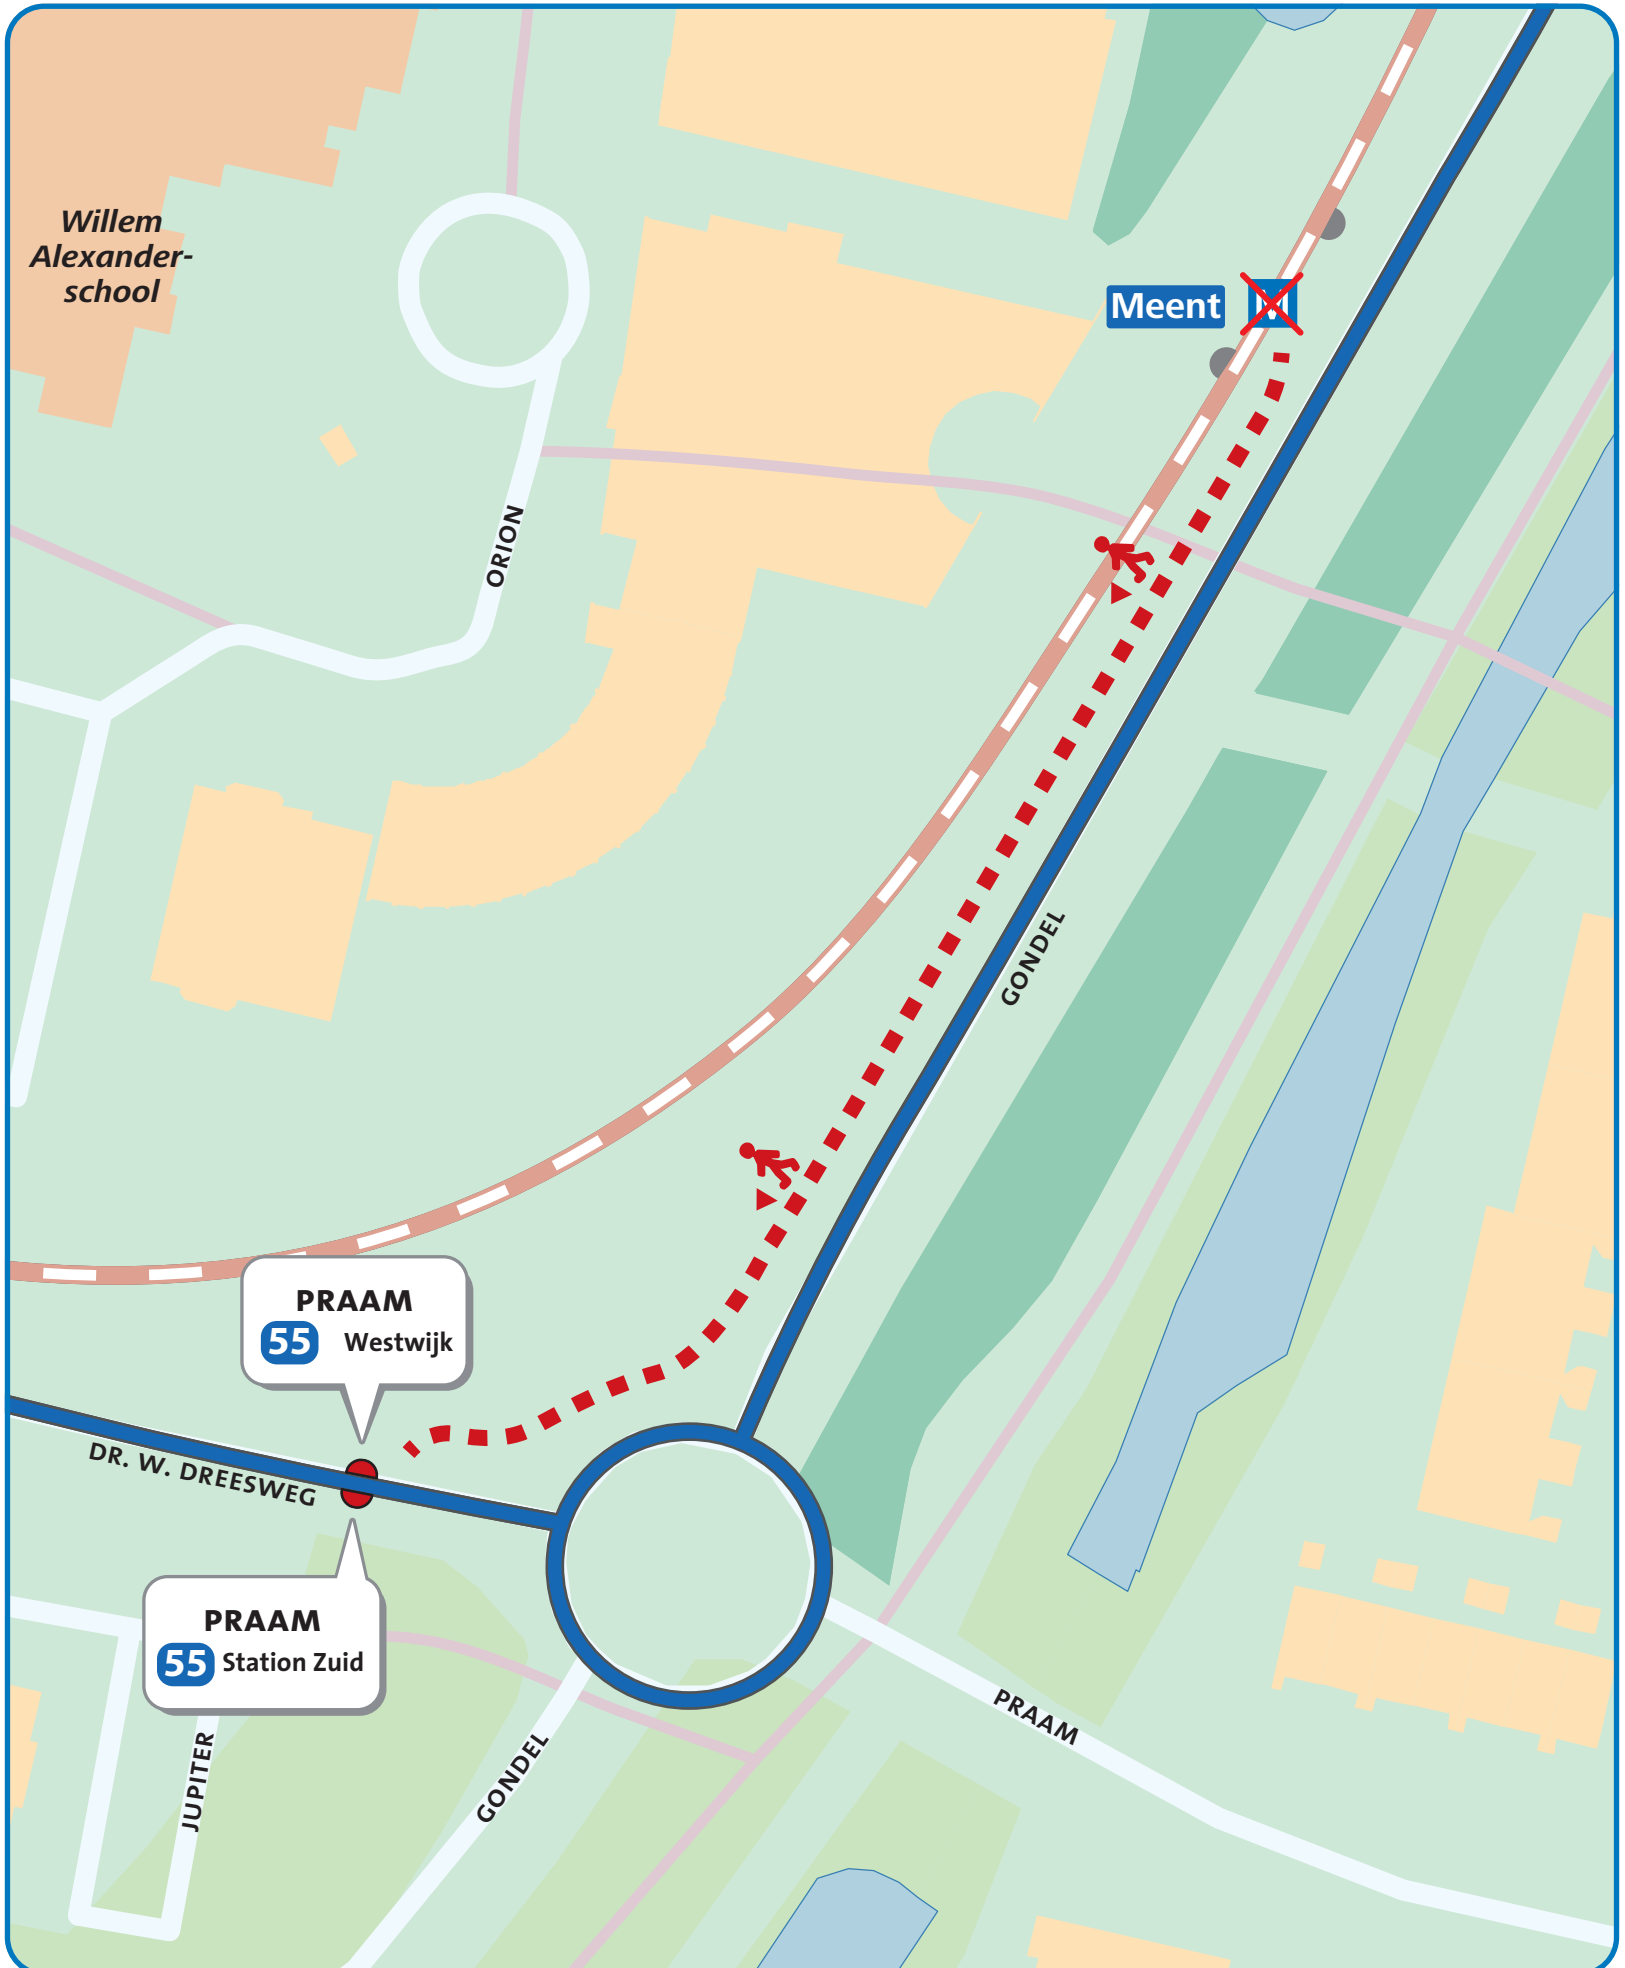 Willem
Alexander-
school
Meent
M
ORION
GONDEL
PRAAM
55 Westwijk
DR. W. DREESWEG
PRAAM
55 Station Zuid
JUPITER
GONDEL
PRAAM